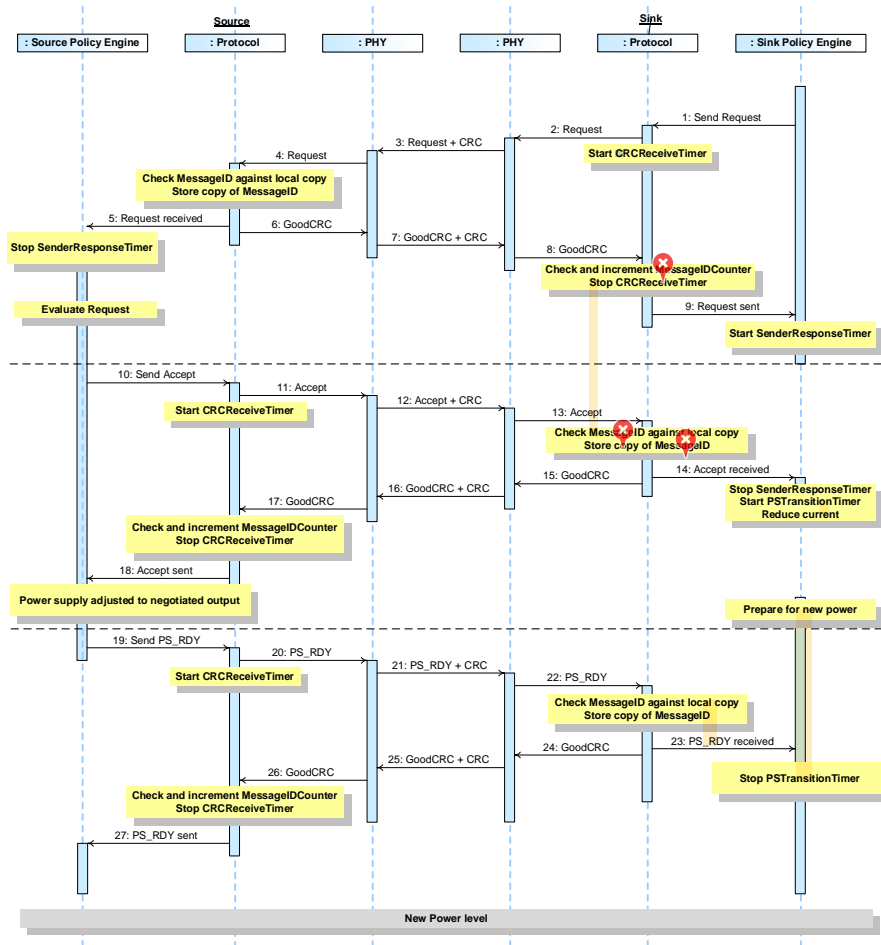 Source
Sink
: Source Policy Engine
: Protocol
: PHY
: PHY
: Protocol
: Sink Policy Engine
1: Send Request
2: Request
3: Request + CRC
Start CRCReceiveTimer
4: Request
Check MessageID against local copy
Store copy of MessageID
5: Request received
6: GoodCRC
7: GoodCRC + CRC
Stop SenderResponseTimer
8: GoodCRC
Check and increment MessageIDCounter
Stop CRCReceiveTimer
9: Request sent
Evaluate Request
Start SenderResponseTimer
10: Send Accept
11: Accept
12: Accept + CRC
Start CRCReceiveTimer
13: Accept
Check MessageID against local copy
Store copy of MessageID
14: Accept received
15: GoodCRC
16: GoodCRC + CRC
Stop SenderResponseTimer
Start PSTransitionTimer
Reduce current
17: GoodCRC
Check and increment MessageIDCounter
Stop CRCReceiveTimer
18: Accept sent
Power supply adjusted to negotiated output
Prepare for new power
19: Send PS_RDY
20: PS_RDY
21: PS_RDY + CRC
Start CRCReceiveTimer
22: PS_RDY
Check MessageID against local copy
Store copy of MessageID
23: PS_RDY received
24: GoodCRC
25: GoodCRC + CRC
26: GoodCRC
Stop PSTransitionTimer
Check and increment MessageIDCounter
Stop CRCReceiveTimer
27: PS_RDY sent
New Power level